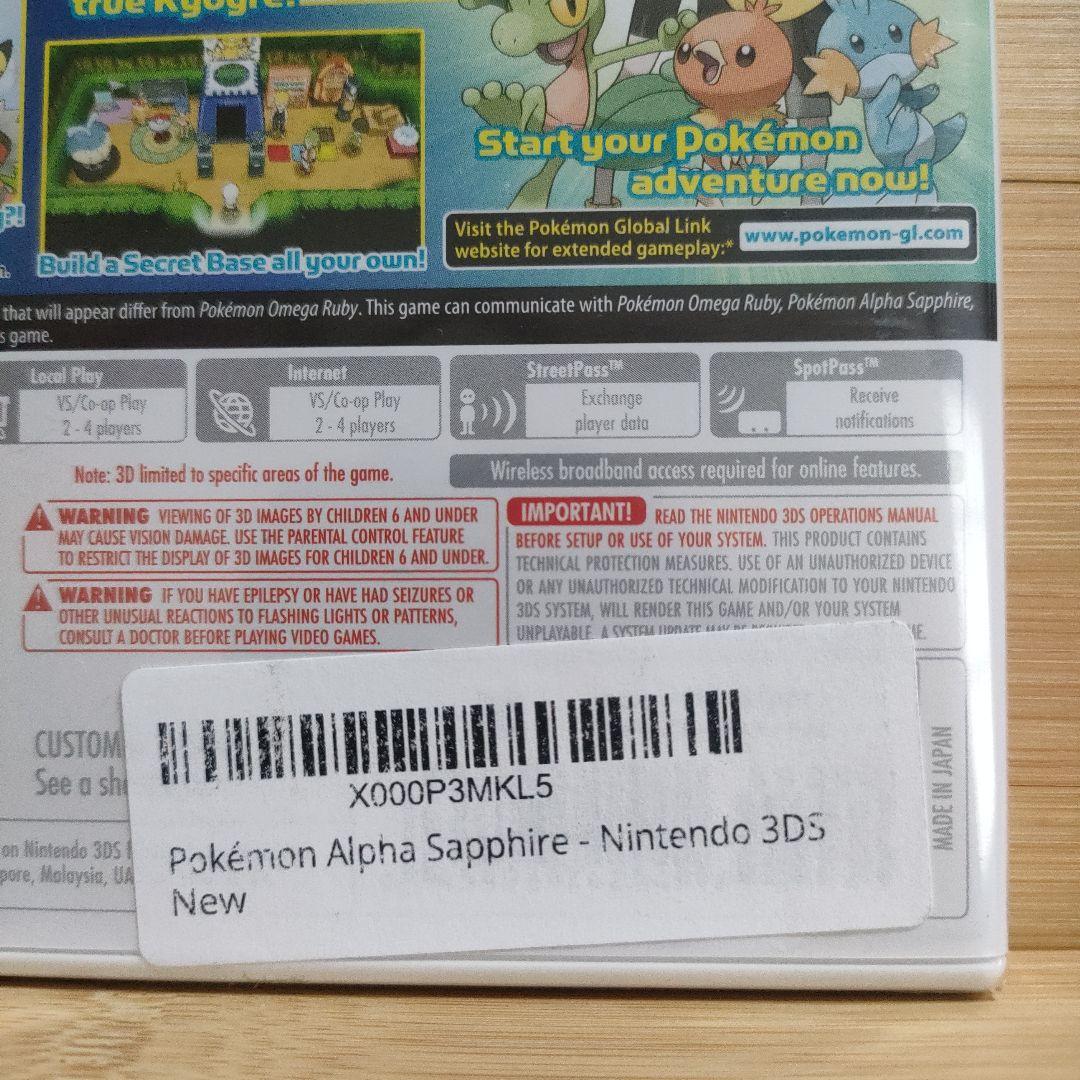 true Kyogre!
Build a Secret Base all your own!
Start your Pokémon
adventure now!
Visit the Pokémon Global Link
website for extended gameplay:*
www.pokemon-gl.com
that will appear differ from Pokémon Omega Ruby. This game can communicate with Pokémon Omega Ruby, Pokémon Alpha Sapphire,
game.
Local Play
VS/Co-op Play
2 - 4 players
Internet
VS/Co-op Play
2 - 4 players
StreetPass™
Exchange
player data
SpotPass™
Receive
notifications
Note: 3D limited to specific areas of the game.
Wireless broadband access required for online features.
WARNING VIEWING OF 3D IMAGES BY CHILDREN 6 AND UNDER
MAY CAUSE VISION DAMAGE. USE THE PARENTAL CONTROL FEATURE
TO RESTRICT THE DISPLAY OF 3D IMAGES FOR CHILDREN 6 AND UNDER.
WARNING IF YOU HAVE EPILEPSY OR HAVE HAD SEIZURES OR
OTHER UNUSUAL REACTIONS TO FLASHING LIGHTS OR PATTERNS,
CONSULT A DOCTOR BEFORE PLAYING VIDEO GAMES.
IMPORTANT! READ THE NINTENDO 3DS OPERATIONS MANUAL
BEFORE SETUP OR USE OF YOUR SYSTEM. THIS PRODUCT CONTAINS
TECHNICAL PROTECTION MEASURES. USE OF AN UNAUTHORIZED DEVICE
OR ANY UNAUTHORIZED TECHNICAL MODIFICATION TO YOUR NINTENDO
3DS SYSTEM, WILL RENDER THIS GAME AND/OR YOUR SYSTEM
UNPLAYABLE. A SYSTEM UPDATE MAY BE
CUSTOM
See a
on Nintendo 3DS
pore, Malaysia, UA
MADE IN JAPAN
X000P3MKL5
Pokémon Alpha Sapphire - Nintendo 3DS
New